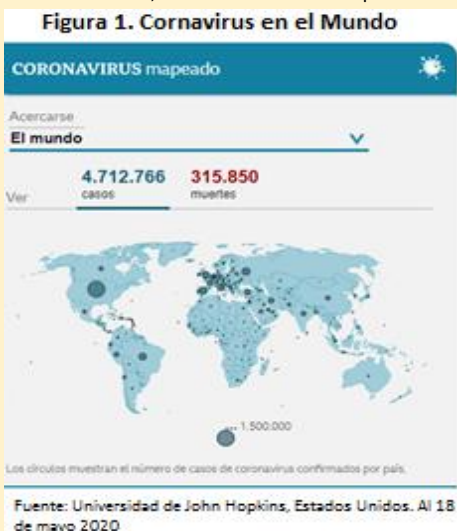 Figura 1. Cornavirus en el Mundo
CORONAVIRUS mapeado
Acercarse
El mundo
4.712.766 315.850
Ver casos muertes
1.500.000
Los círculos muestran el número de casos de coronavirus confirmados por país.
Fuente: Universidad de John Hopkins, Estados Unidos. Al 18
de mayo 2020